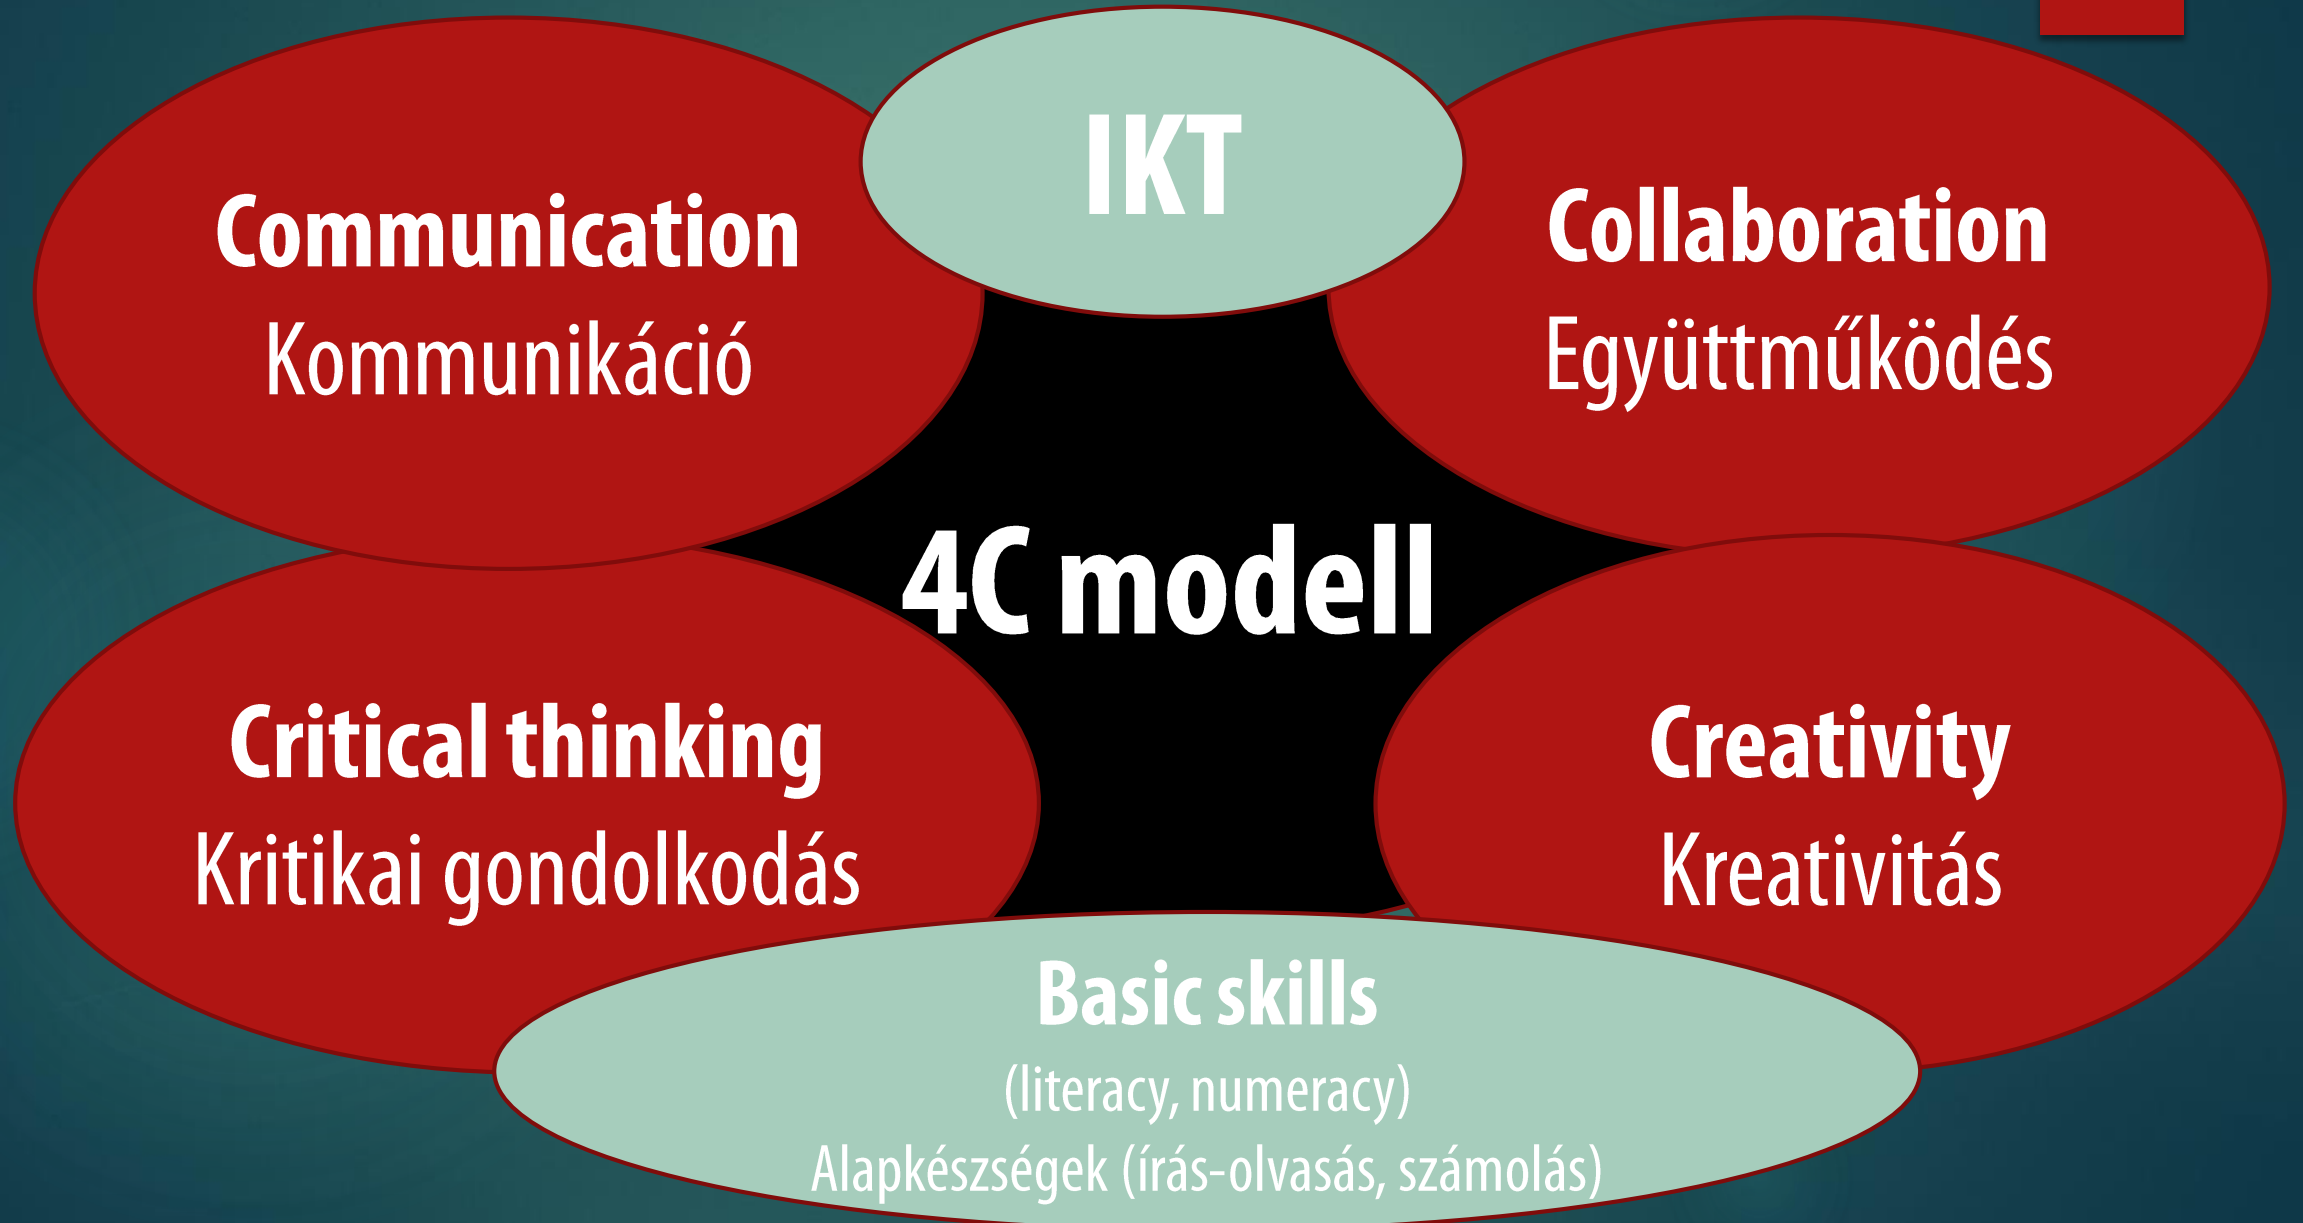 IKT
Communication
Kommunikáció
Collaboration
Együttműködés
4C modell
Critical thinking
Kritikai gondolkodás
Creativity
Kreativitás
Basic skills
(literacy, numeracy)
Alapkészségek (írás-olvasás, számolás)